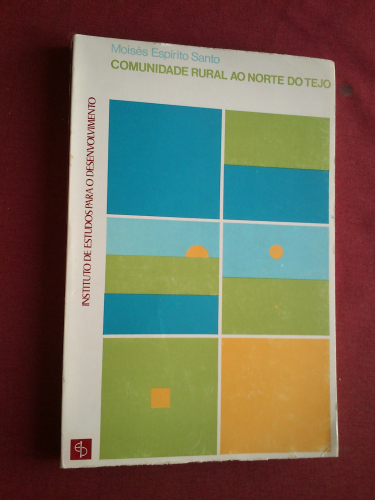 Moisés Espírito Santo
COMUNIDADE RURAL AO NORTE DO TEJO
INSTITUTO DE ESTUDOS PARA O DESENVOLVIMENTO